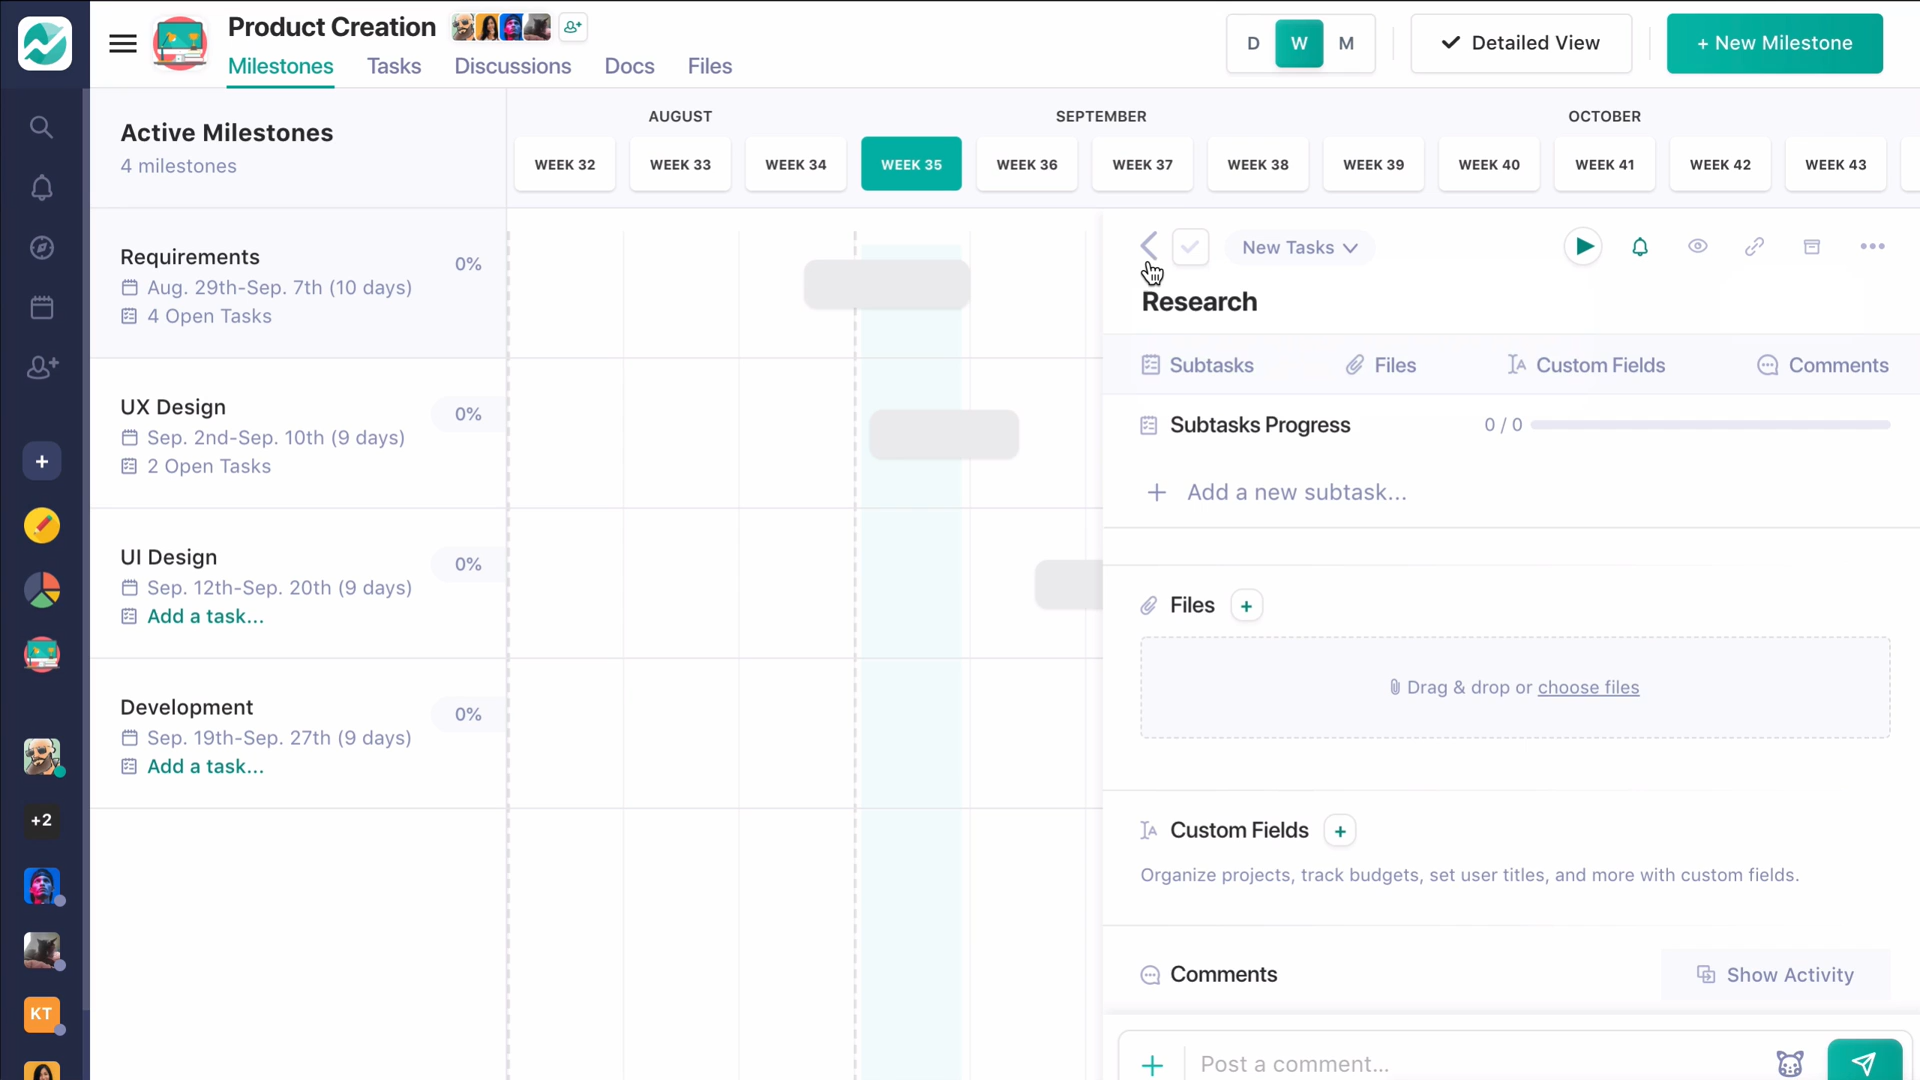 Product Creation
Milestones
Tasks
Discussions
Docs
Files
D
W
M
Detailed View
+ New Milestone
Active Milestones
4 milestones
AUGUST
SEPTEMBER
OCTOBER
WEEK 32
WEEK 33
WEEK 34
WEEK 35
WEEK 36
WEEK 37
WEEK 38
WEEK 39
WEEK 40
WEEK 41
WEEK 42
WEEK 43
Requirements
0%
Aug. 29th-Sep. 7th (10 days)
4 Open Tasks
UX Design
0%
Sep. 2nd-Sep. 10th (9 days)
2 Open Tasks
UI Design
0%
Sep. 12th-Sep. 20th (9 days)
Add a task...
Development
0%
Sep. 19th-Sep. 27th (9 days)
Add a task...
+2
KT
New Tasks
Research
Subtasks
Files
Custom Fields
Comments
Subtasks Progress
0 / 0
Add a new subtask...
Files
Drag & drop or choose files
Custom Fields
Organize projects, track budgets, set user titles, and more with custom fields.
Comments
Show Activity
Post a comment...